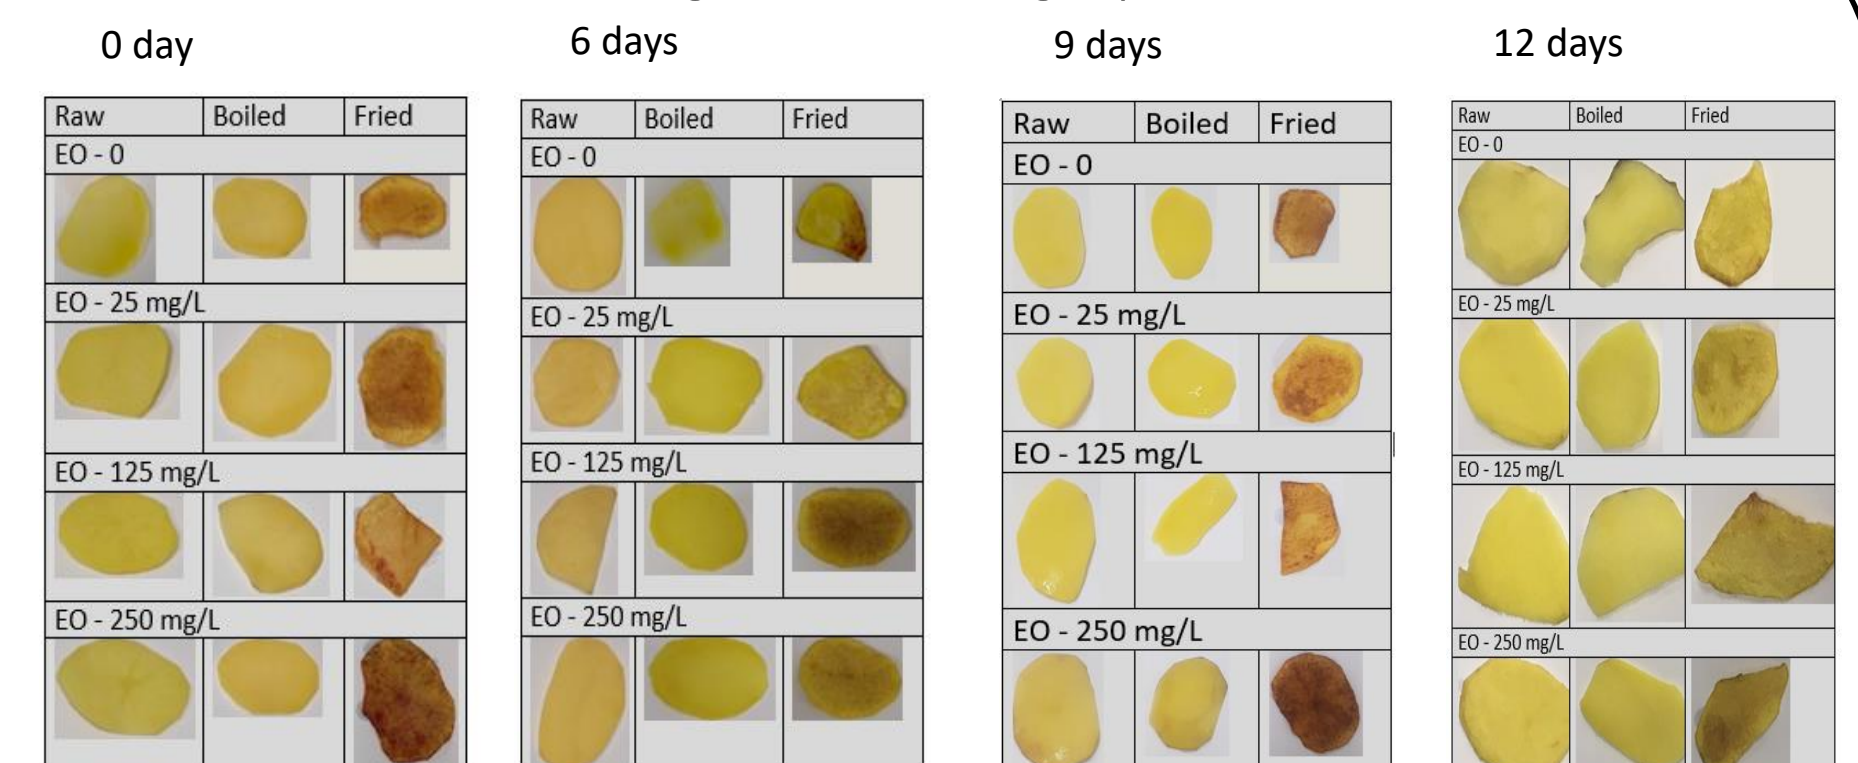 0 day
6 days
9 days
12 days
Raw Boiled Fried
EO - 0
EO - 25 mg/L
EO - 125 mg/L
EO - 250 mg/L
Raw Boiled Fried
EO - 0
EO - 25 mg/L
EO - 125 mg/L
EO - 250 mg/L
Raw Boiled Fried
EO - 0
EO - 25 mg/L
EO - 125 mg/L
EO - 250 mg/L
Raw Boiled Fried
EO - 0
EO - 25 mg/L
EO - 125 mg/L
EO - 250 mg/L